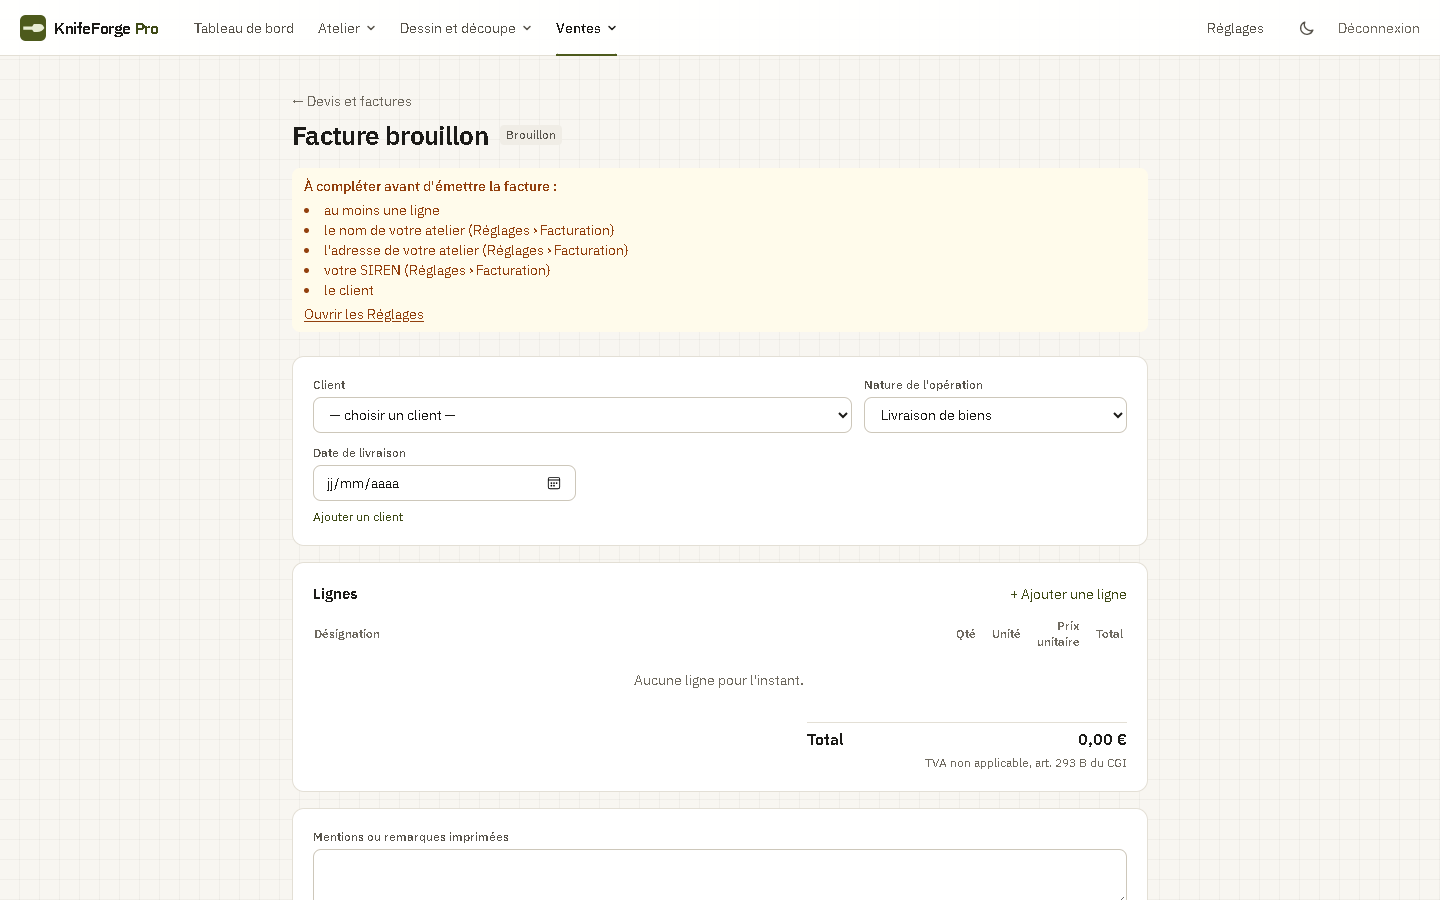 KnifeForge Pro
Tableau de bord
Atelier
Dessin et découpe
Ventes
Réglages
Déconnexion
← Devis et factures
Facture brouillon
Brouillon
À compléter avant d'émettre la facture :
• au moins une ligne
• le nom de votre atelier (Réglages › Facturation)
• l'adresse de votre atelier (Réglages › Facturation)
• votre SIREN (Réglages › Facturation)
• le client
Ouvrir les Réglages
Client
Nature de l'opération
— choisir un client —
Livraison de biens
Date de livraison
jj/mm/aaaa
Ajouter un client
Lignes
+ Ajouter une ligne
Désignation
Qté
Unité
Prix
unitaire
Total
Aucune ligne pour l'instant.
Total
0,00 €
TVA non applicable, art. 293 B du CGI
Mentions ou remarques imprimées